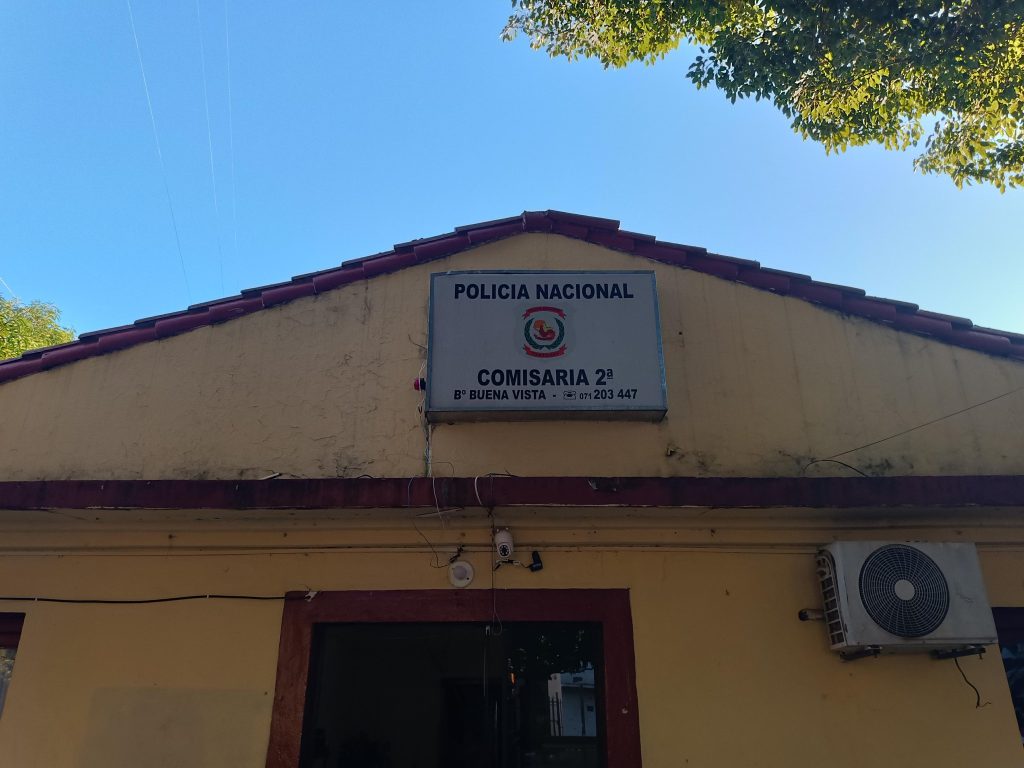 POLICIA NACIONAL
COMISARIA 2ª
Bº BUENA VISTA - ☎ 071 203 447